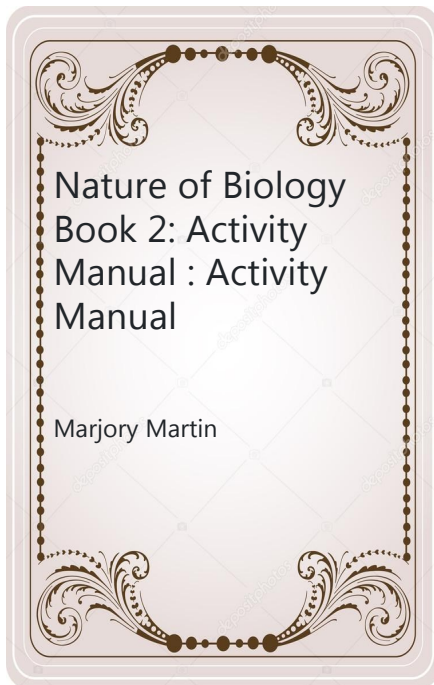 Nature of Biology
Book 2: Activity
Manual : Activity
Manual
Marjory Martin